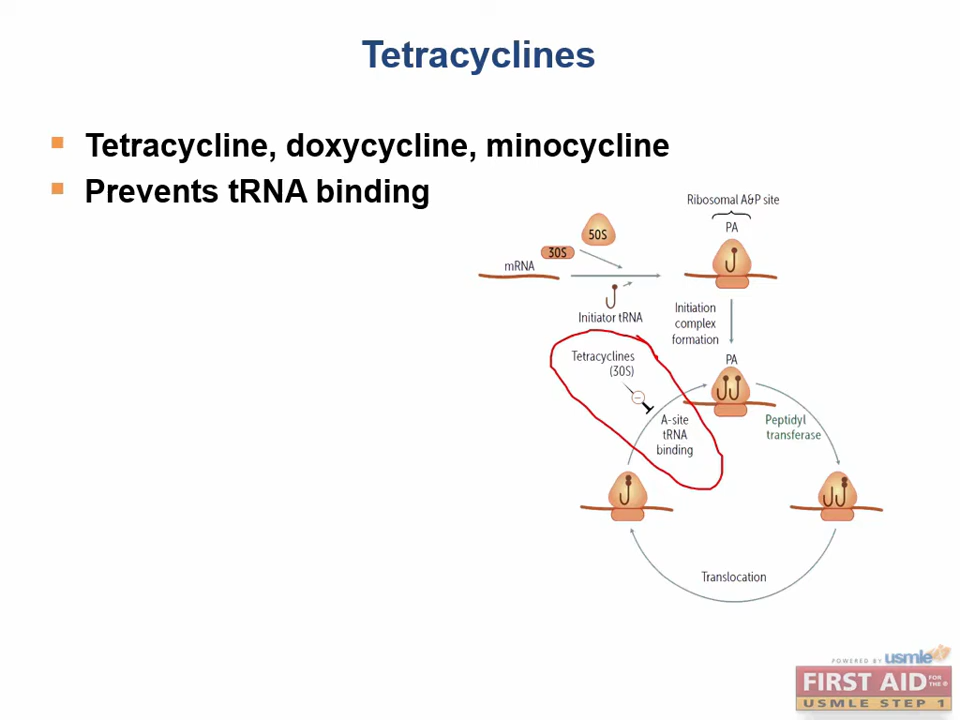 Tetracyclines
Tetracycline, doxycycline, minocycline
Prevents tRNA binding
Ribosomal A&P site
PA
50S
30S
mRNA
Initiator tRNA
Initiation
complex
formation
Tetracyclines
(30S)
PA
A-site
tRNA
binding
Peptidyl
transferase
Translocation
POWERED BY usmle
FIRST AID FOR THE ®
USMLE STEP 1